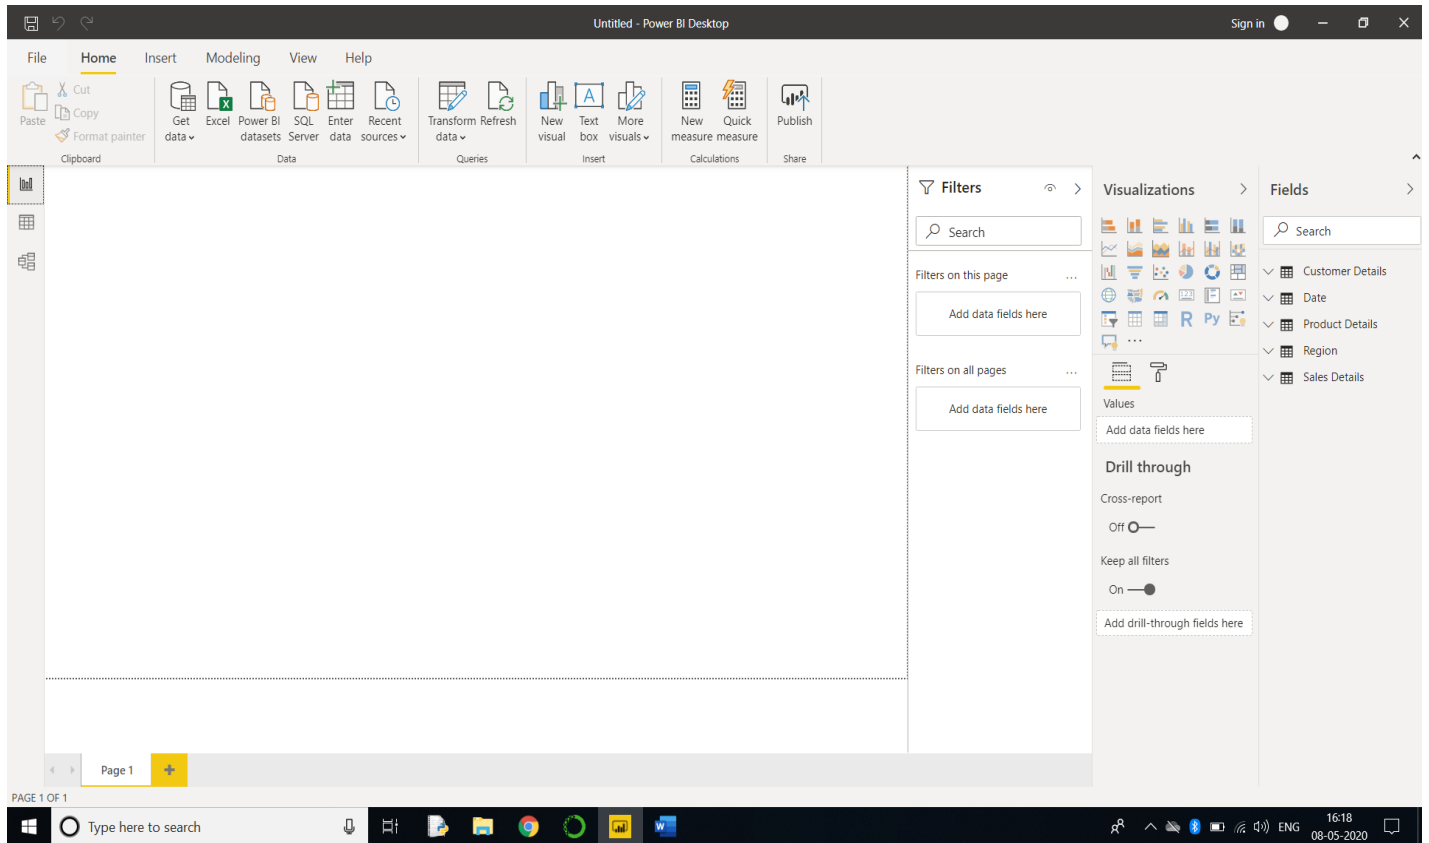 Untitled - Power BI Desktop
Sign in
File Home Insert Modeling View Help
Paste
Cut
Copy
Format painter
Clipboard
Get data
Excel
Power BI datasets
SQL Server
Enter data
Recent sources
Data
Transform data
Refresh
Queries
New visual
Text box
More visuals
Insert
New measure
Quick measure
Calculations
Publish
Share
Filters
Search
Filters on this page ...
Add data fields here
Filters on all pages ...
Add data fields here
Visualizations
R Py
...
Values
Add data fields here
Drill through
Cross-report
Off
Keep all filters
On
Add drill-through fields here
Fields
Search
Customer Details
Date
Product Details
Region
Sales Details
Page 1
PAGE 1 OF 1
Type here to search
ENG
16:18
08-05-2020